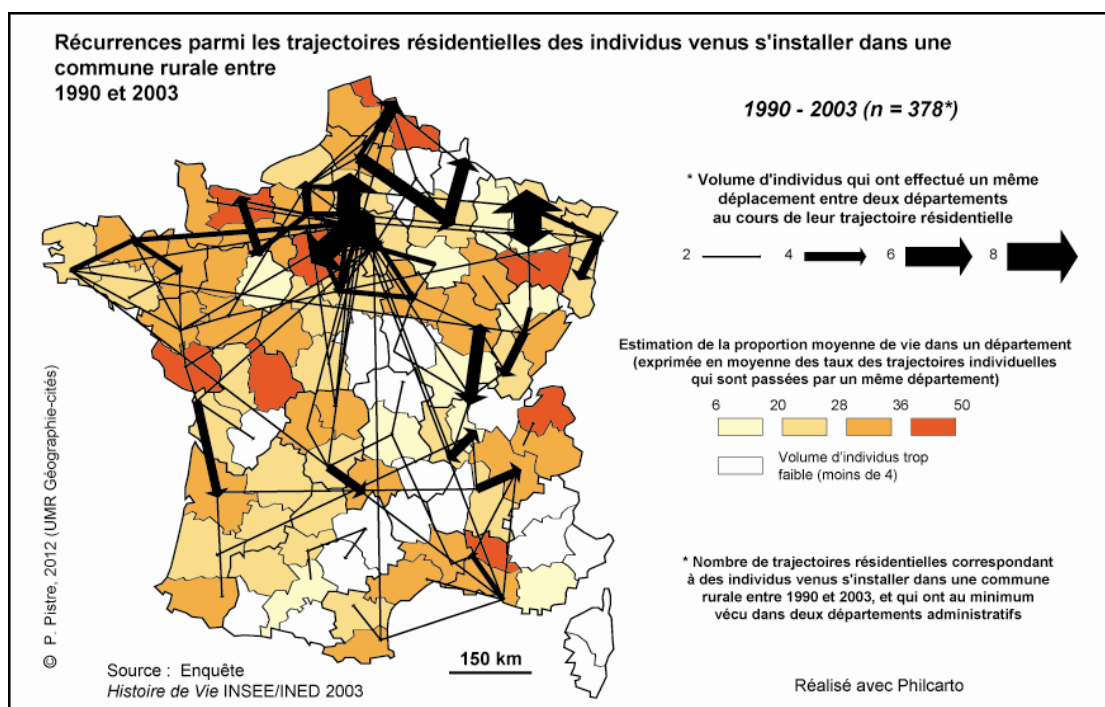 Récurrences parmi les trajectoires résidentielles des individus venus s'installer dans une
commune rurale entre
1990 et 2003
1990 - 2003 (n = 378*)
* Volume d'individus qui ont effectué un même
déplacement entre deux départements
au cours de leur trajectoire résidentielle
2 4 6 8
Estimation de la proportion moyenne de vie dans un département
(exprimée en moyenne des taux des trajectoires individuelles
qui sont passées par un même département)
6 20 28 36 50
Volume d'individus trop
faible (moins de 4)
* Nombre de trajectoires résidentielles correspondant
à des individus venus s'installer dans une commune
rurale entre 1990 et 2003, et qui ont au minimum
vécu dans deux départements administratifs
© P. Pistre, 2012 (UMR Géographie-cités)
Source : Enquête
Histoire de Vie INSEE/INED 2003
150 km
Réalisé avec Philcarto